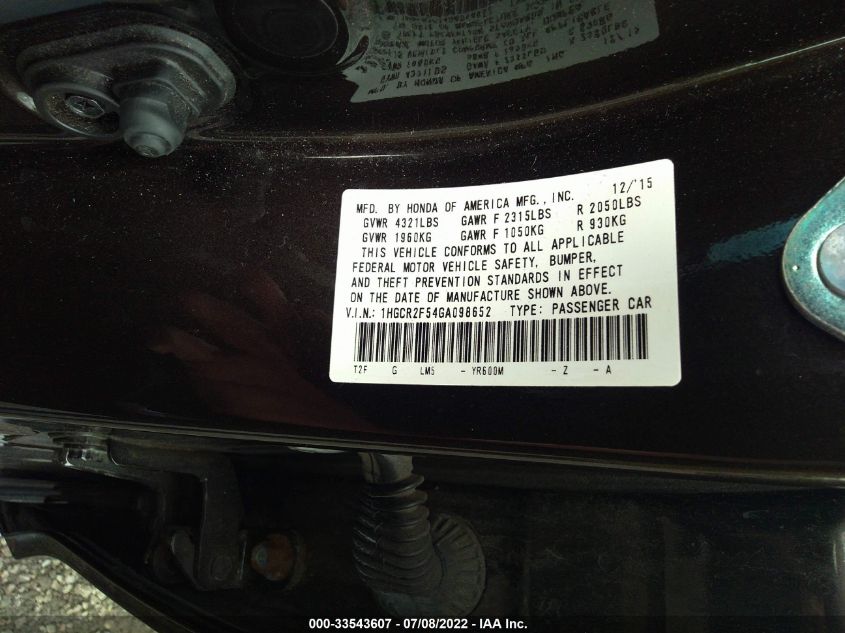 MFD. BY HONDA OF AMERICA MFG., INC. 12/'15
GVWR 4321LBS GAWR F 2315LBS R 2050LBS
GVWR 1960KG GAWR F 1050KG R 930KG
THIS VEHICLE CONFORMS TO ALL APPLICABLE
FEDERAL MOTOR VEHICLE SAFETY, BUMPER,
AND THEFT PREVENTION STANDARDS IN EFFECT
ON THE DATE OF MANUFACTURE SHOWN ABOVE.
V.I.N.: 1HGCR2F54GA098652 TYPE: PASSENGER CAR
T2F G LM5 - YR600M - Z - A
000-33543607 - 07/08/2022 - IAA Inc.